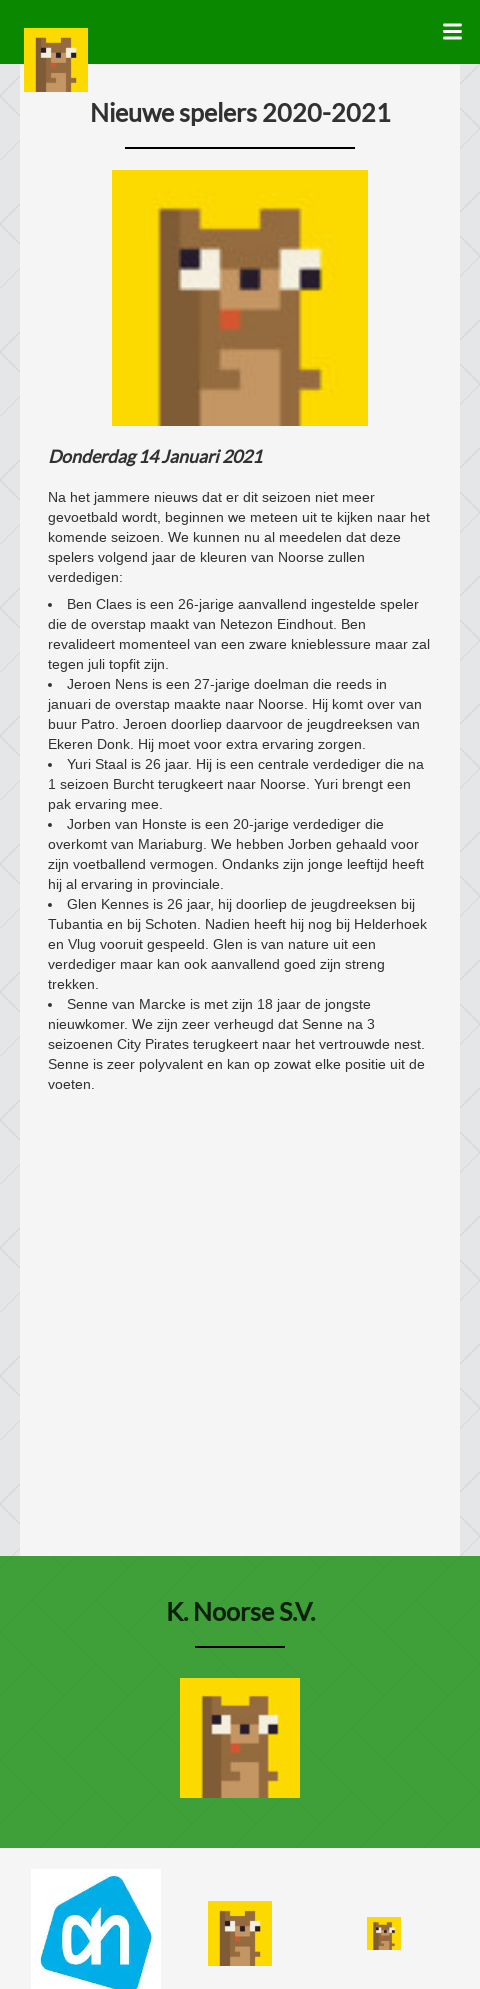 Nieuwe spelers 2020-2021
Donderdag 14 Januari 2021
Na het jammere nieuws dat er dit seizoen niet meer
gevoetbald wordt, beginnen we meteen uit te kijken naar het
komende seizoen. We kunnen nu al meedelen dat deze
spelers volgend jaar de kleuren van Noorse zullen
verdedigen:
• Ben Claes is een 26-jarige aanvallend ingestelde speler
die de overstap maakt van Netezon Eindhout. Ben
revalideert momenteel van een zware knieblessure maar zal
tegen juli topfit zijn.
• Jeroen Nens is een 27-jarige doelman die reeds in
januari de overstap maakte naar Noorse. Hij komt over van
buur Patro. Jeroen doorliep daarvoor de jeugdreeksen van
Ekeren Donk. Hij moet voor extra ervaring zorgen.
• Yuri Staal is 26 jaar. Hij is een centrale verdediger die na
1 seizoen Burcht terugkeert naar Noorse. Yuri brengt een
pak ervaring mee.
• Jorben van Honste is een 20-jarige verdediger die
overkomt van Mariaburg. We hebben Jorben gehaald voor
zijn voetballend vermogen. Ondanks zijn jonge leeftijd heeft
hij al ervaring in provinciale.
• Glen Kennes is 26 jaar, hij doorliep de jeugdreeksen bij
Tubantia en bij Schoten. Nadien heeft hij nog bij Helderhoek
en Vlug vooruit gespeeld. Glen is van nature uit een
verdediger maar kan ook aanvallend goed zijn streng
trekken.
• Senne van Marcke is met zijn 18 jaar de jongste
nieuwkomer. We zijn zeer verheugd dat Senne na 3
seizoenen City Pirates terugkeert naar het vertrouwde nest.
Senne is zeer polyvalent en kan op zowat elke positie uit de
voeten.
K. Noorse S.V.
ah